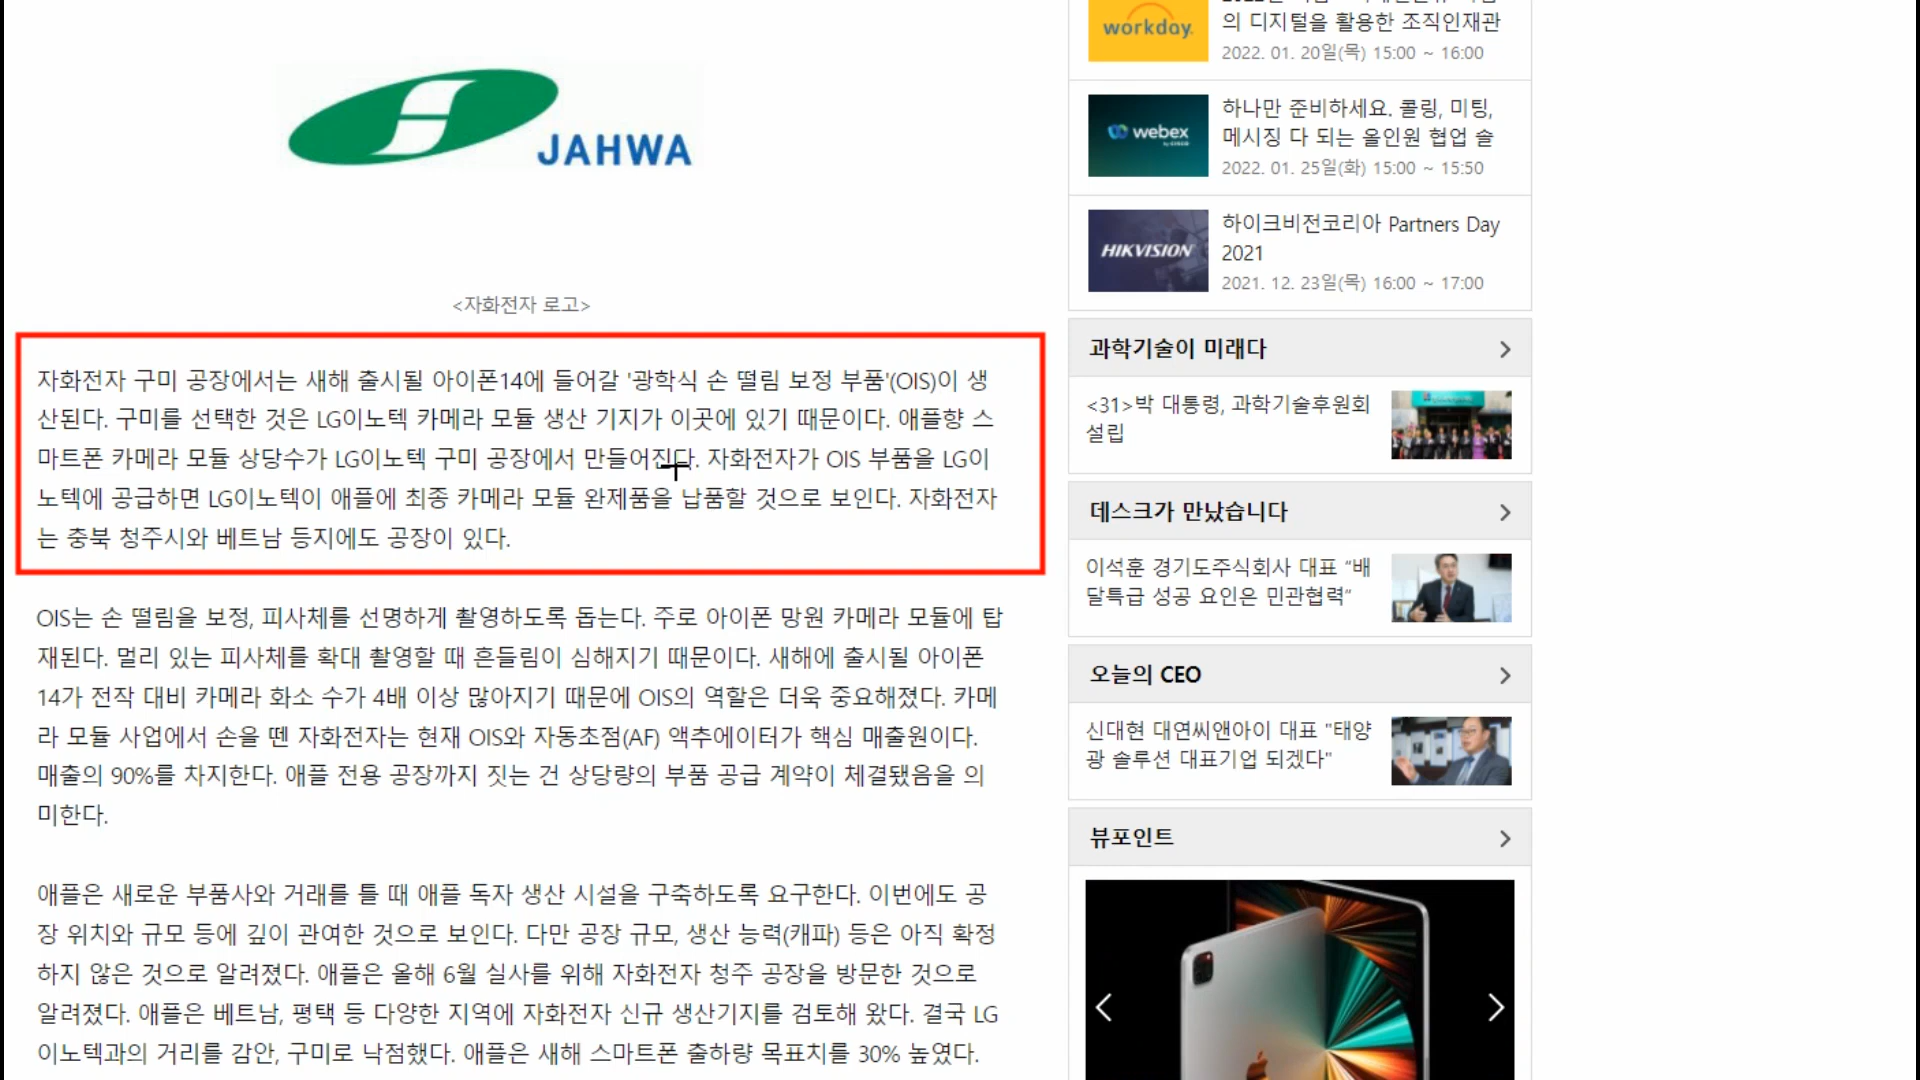 JAHWA
<자화전자 로고>
자화전자 구미 공장에서는 새해 출시될 아이폰14에 들어갈 '광학식 손 떨림 보정 부품'(OIS)이 생
산된다. 구미를 선택한 것은 LG이노텍 카메라 모듈 생산 기지가 이곳에 있기 때문이다. 애플향 스
마트폰 카메라 모듈 상당수가 LG이노텍 구미 공장에서 만들어진다. 자화전자가 OIS 부품을 LG이
노텍에 공급하면 LG이노텍이 애플에 최종 카메라 모듈 완제품을 납품할 것으로 보인다. 자화전자
는 충북 청주시와 베트남 등지에도 공장이 있다.
OIS는 손 떨림을 보정, 피사체를 선명하게 촬영하도록 돕는다. 주로 아이폰 망원 카메라 모듈에 탑
재된다. 멀리 있는 피사체를 확대 촬영할 때 흔들림이 심해지기 때문이다. 새해에 출시될 아이폰
14가 전작 대비 카메라 화소 수가 4배 이상 많아지기 때문에 OIS의 역할은 더욱 중요해졌다. 카메
라 모듈 사업에서 손을 뗀 자화전자는 현재 OIS와 자동초점(AF) 액추에이터가 핵심 매출원이다.
매출의 90%를 차지한다. 애플 전용 공장까지 짓는 건 상당량의 부품 공급 계약이 체결됐음을 의
미한다.
애플은 새로운 부품사와 거래를 틀 때 애플 독자 생산 시설을 구축하도록 요구한다. 이번에도 공
장 위치와 규모 등에 깊이 관여한 것으로 보인다. 다만 공장 규모, 생산 능력(캐파) 등은 아직 확정
하지 않은 것으로 알려졌다. 애플은 올해 6월 실사를 위해 자화전자 청주 공장을 방문한 것으로
알려졌다. 애플은 베트남, 평택 등 다양한 지역에 자화전자 신규 생산기지를 검토해 왔다. 결국 LG
이노텍과의 거리를 감안, 구미로 낙점했다. 애플은 새해 스마트폰 출하량 목표치를 30% 높였다.
workday.
의 디지털을 활용한 조직인재관
2022. 01. 20일(목) 15:00 ~ 16:00
webex
by CISCO
하나만 준비하세요. 콜링, 미팅,
메시징 다 되는 올인원 협업 솔
2022. 01. 25일(화) 15:00 ~ 15:50
HIKVISION
하이크비전코리아 Partners Day
2021
2021. 12. 23일(목) 16:00 ~ 17:00
과학기술이 미래다
<31>박 대통령, 과학기술후원회
설립
데스크가 만났습니다
이석훈 경기도주식회사 대표 “배
달특급 성공 요인은 민관협력”
오늘의 CEO
신대현 대연씨앤아이 대표 "태양
광 솔루션 대표기업 되겠다"
뷰포인트